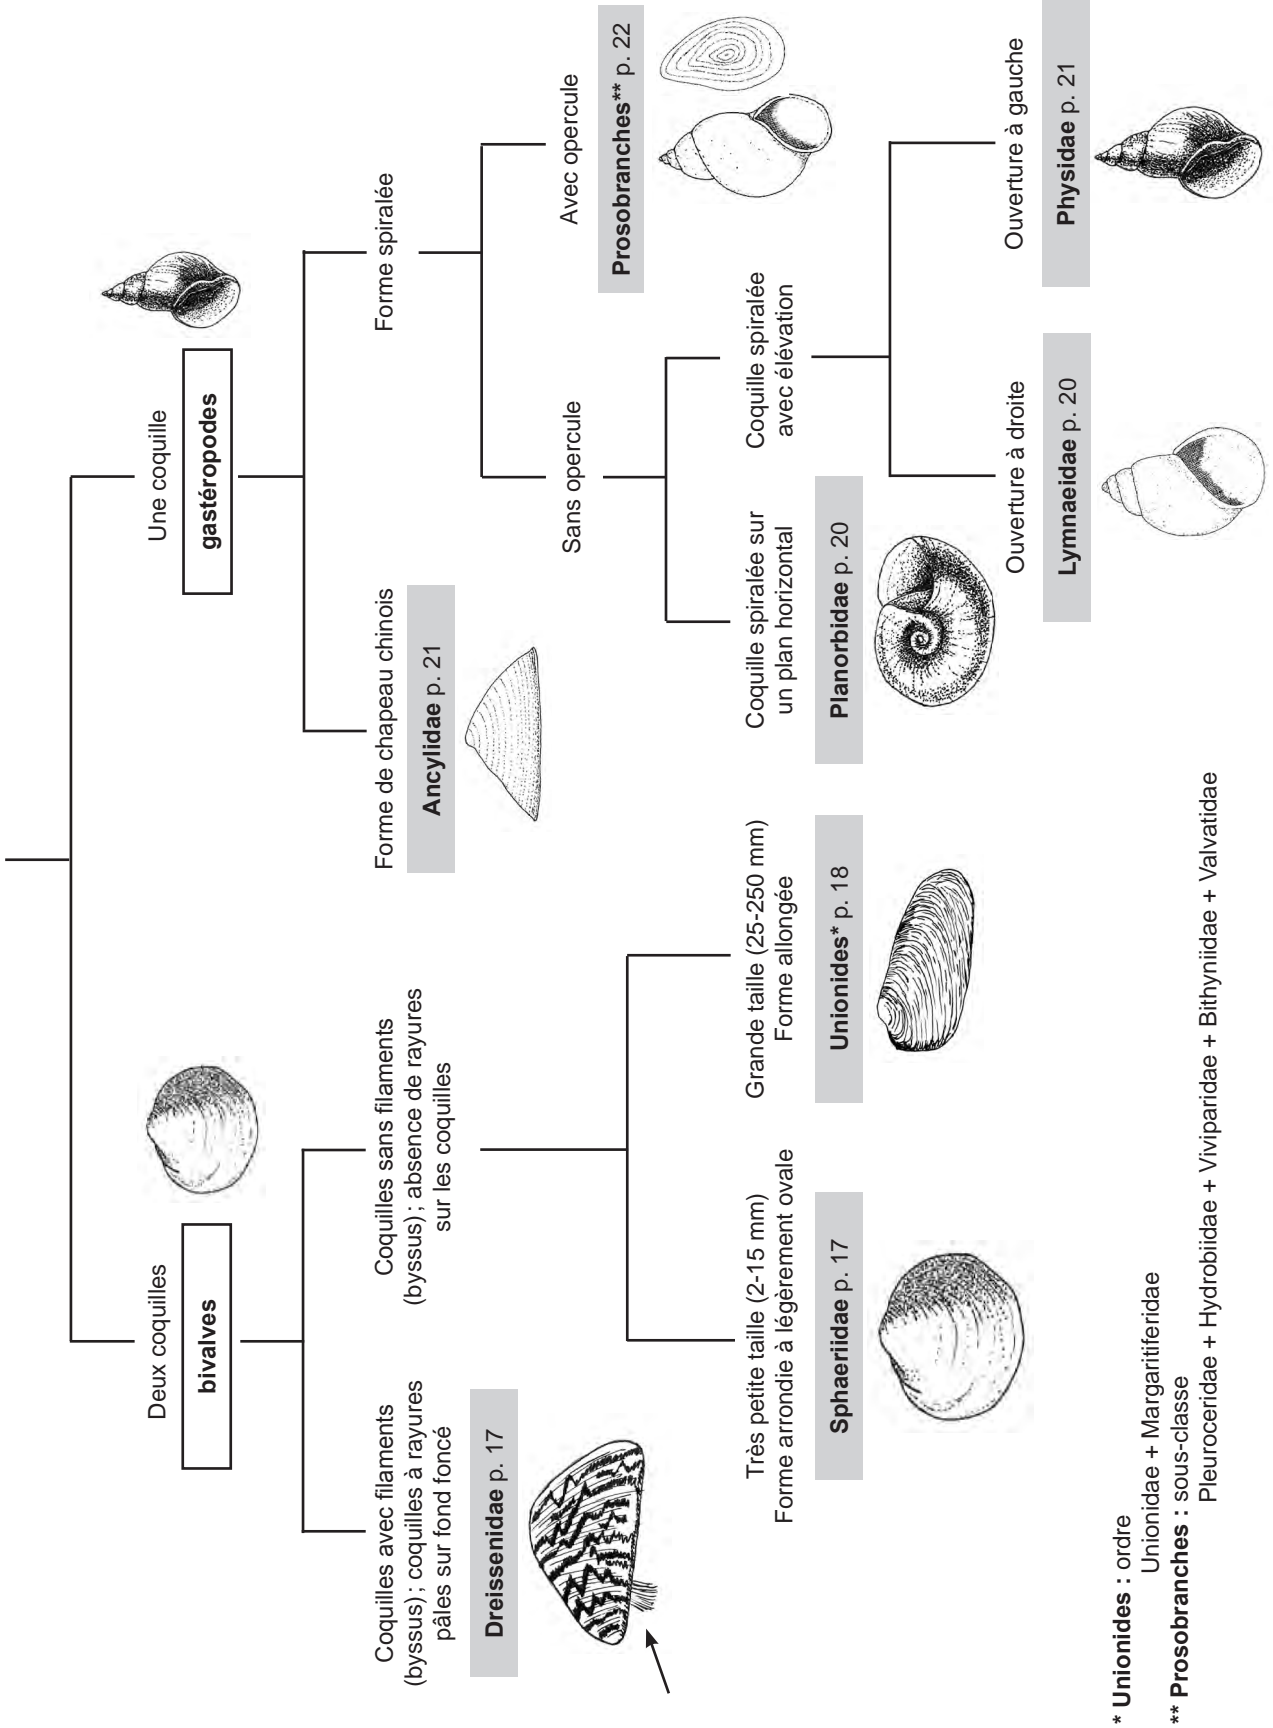 Deux coquilles
bivalves
Une coquille
gastéropodes
Coquilles avec filaments
(byssus) ; coquilles à rayures
pâles sur fond foncé
Dreissenidae p. 17
Coquilles sans filaments
(byssus) ; absence de rayures
sur les coquilles
Forme de chapeau chinois
Ancylidae p. 21
Forme spiralée
Sans opercule
Avec opercule
Prosobranches** p. 22
Très petite taille (2-15 mm)
Forme arrondie à légèrement ovale
Sphaeriidae p. 17
Grande taille (25-250 mm)
Forme allongée
Unionides* p. 18
Coquille spiralée sur
un plan horizontal
Planorbidae p. 20
Coquille spiralée
avec élévation
Ouverture à droite
Lymnaeidae p. 20
Ouverture à gauche
Physidae p. 21
* Unionides : ordre
Unionidae + Margaritiferidae
** Prosobranches : sous-classe
Pleuroceridae + Hydrobiidae + Viviparidae + Bithyniidae + Valvatidae